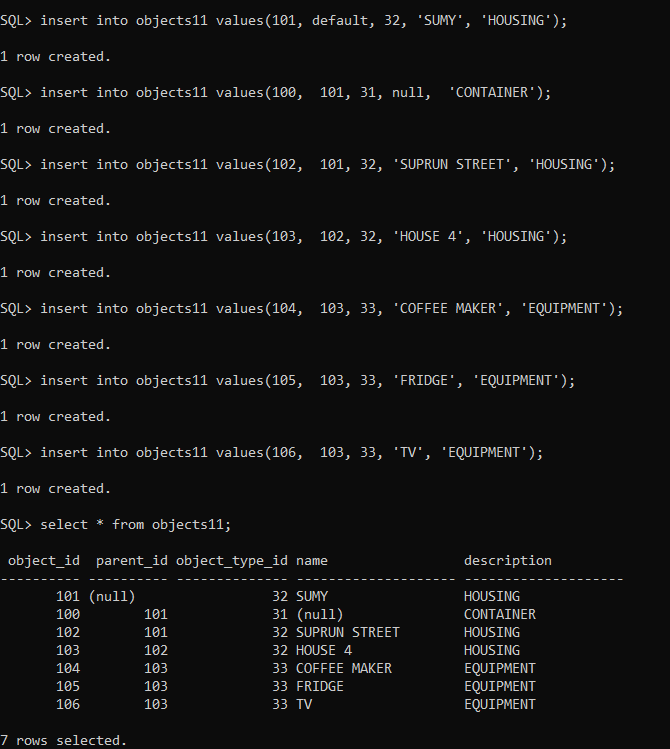 SQL> insert into objects11 values(101, default, 32, 'SUMY', 'HOUSING');
1 row created.
SQL> insert into objects11 values(100,  101, 31, null,  'CONTAINER');
1 row created.
SQL> insert into objects11 values(102,  101, 32, 'SUPRUN STREET', 'HOUSING');
1 row created.
SQL> insert into objects11 values(103,  102, 32, 'HOUSE 4', 'HOUSING');
1 row created.
SQL> insert into objects11 values(104,  103, 33, 'COFFEE MAKER', 'EQUIPMENT');
1 row created.
SQL> insert into objects11 values(105,  103, 33, 'FRIDGE', 'EQUIPMENT');
1 row created.
SQL> insert into objects11 values(106,  103, 33, 'TV', 'EQUIPMENT');
1 row created.
SQL> select * from objects11;
 object_id  parent_id object_type_id name                 description
---------- ---------- -------------- -------------------- --------------------
       101 (null)                 32 SUMY                 HOUSING
       100        101             31 (null)               CONTAINER
       102        101             32 SUPRUN STREET        HOUSING
       103        102             32 HOUSE 4              HOUSING
       104        103             33 COFFEE MAKER         EQUIPMENT
       105        103             33 FRIDGE               EQUIPMENT
       106        103             33 TV                   EQUIPMENT
7 rows selected.